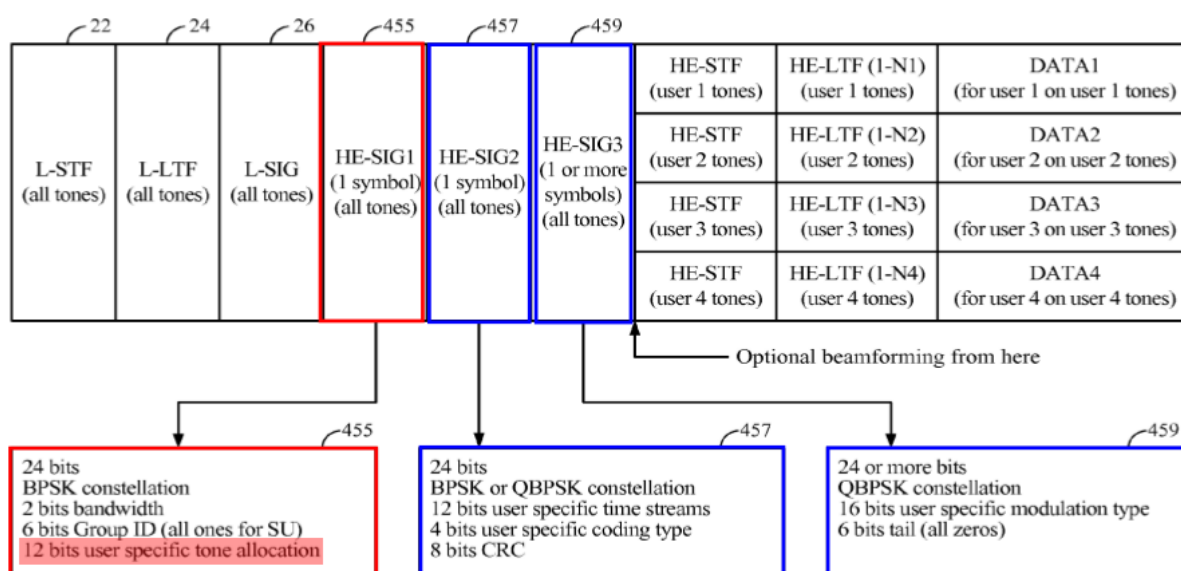 22
24
26
455
457
459
L-STF
(all tones)
L-LTF
(all tones)
L-SIG
(all tones)
HE-SIG1
(1 symbol)
(all tones)
HE-SIG2
(1 symbol)
(all tones)
HE-SIG3
(1 or more
symbols)
(all tones)
HE-STF
(user 1 tones)
HE-LTF (1-N1)
(user 1 tones)
DATA1
(for user 1 on user 1 tones)
HE-STF
(user 2 tones)
HE-LTF (1-N2)
(user 2 tones)
DATA2
(for user 2 on user 2 tones)
HE-STF
(user 3 tones)
HE-LTF (1-N3)
(user 3 tones)
DATA3
(for user 3 on user 3 tones)
HE-STF
(user 4 tones)
HE-LTF (1-N4)
(user 4 tones)
DATA4
(for user 4 on user 4 tones)
Optional beamforming from here
455
24 bits
BPSK constellation
2 bits bandwidth
6 bits Group ID (all ones for SU)
12 bits user specific tone allocation
457
24 bits
BPSK or QBPSK constellation
12 bits user specific time streams
4 bits user specific coding type
8 bits CRC
459
24 or more bits
QBPSK constellation
16 bits user specific modulation type
6 bits tail (all zeros)